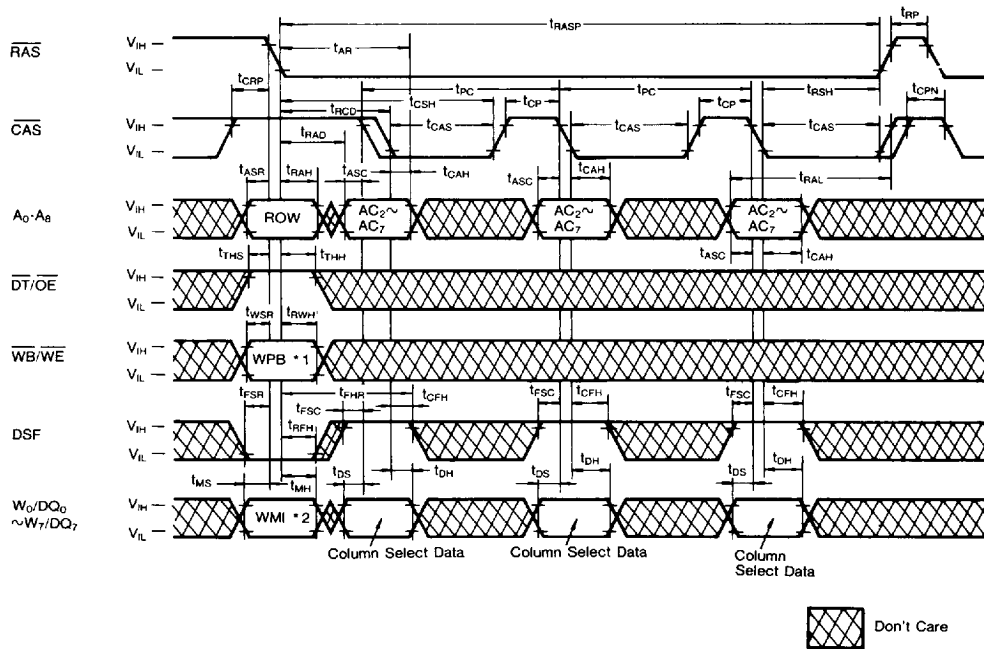 tRASP
tRP
tAR
RAS
VIH
VIL
tCRP
tPC
tPC
tCSH
tCP
tCP
tRSH
tCPN
tRCD
CAS
VIH
VIL
tRAD
tCAS
tCAS
tCAS
tASR
tRAH
tASC
tCAH
tASC
tCAH
tRAL
A0-A8
VIH
VIL
ROW
AC2~
AC7
AC2~
AC7
AC2~
AC7
tTHS
tTHH
tASC
tCAH
DT/OE
VIH
VIL
tWSR
tRWH
WB/WE
VIH
VIL
WPB *1
tFSR
tFHR
tCFH
tFSC
tFSC
tCFH
tFSC
tCFH
DSF
VIH
VIL
tRFH
tMS
tMH
tDS
tDH
tDS
tDH
tDS
tDH
W0/DQ0
~W7/DQ7
VIH
VIL
WMI *2
Column Select Data
Column Select Data
Column
Select Data
Don't Care